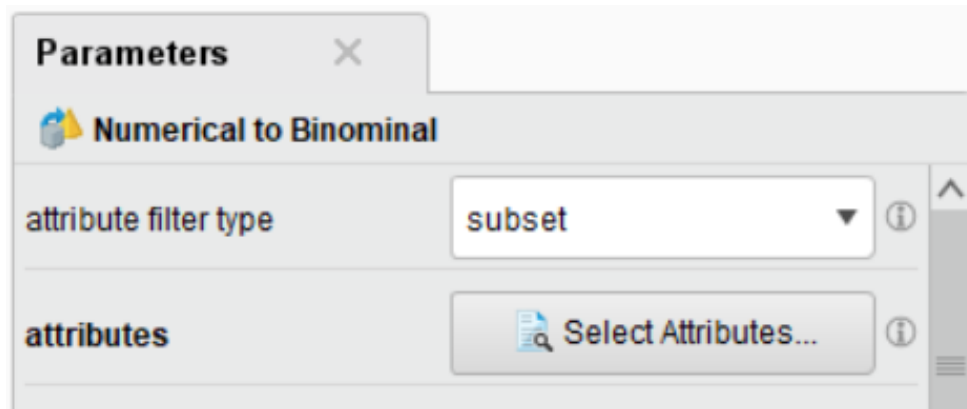 Parameters
Numerical to Binominal
attribute filter type subset
attributes Select Attributes...